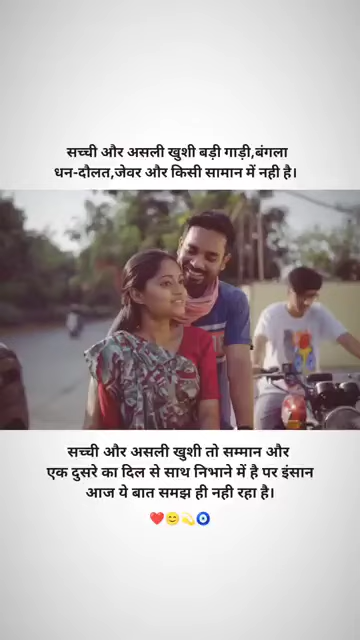 सच्ची और असली खुशी बड़ी गाड़ी,बंगला
धन-दौलत,जेवर और किसी सामान में नही है।
सच्ची और असली खुशी तो सम्मान और
एक दुसरे का दिल से साथ निभाने में है पर इंसान
आज ये बात समझ ही नही रहा है।
❤️😊💫🧿